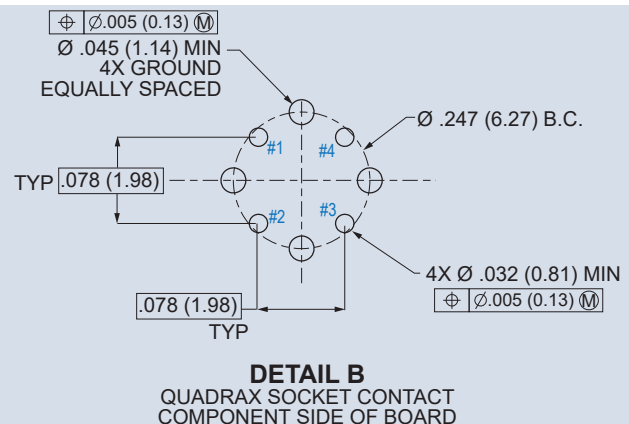 ⌖ Ø.005 (0.13) Ⓜ
Ø .045 (1.14) MIN
4X GROUND
EQUALLY SPACED
Ø .247 (6.27) B.C.
#1
#4
TYP .078 (1.98)
#2
#3
4X Ø .032 (0.81) MIN
⌖ Ø.005 (0.13) Ⓜ
.078 (1.98)
TYP
DETAIL B
QUADRAX SOCKET CONTACT
COMPONENT SIDE OF BOARD